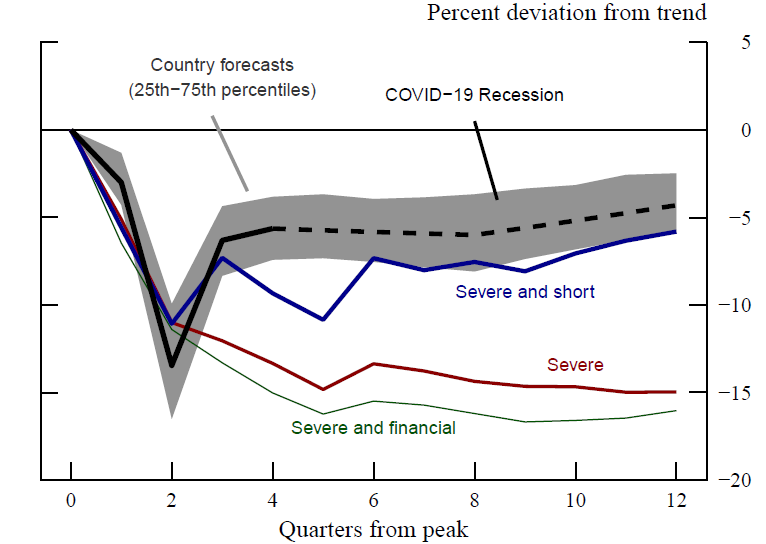 Percent deviation from trend
Country forecasts
(25th−75th percentiles)
COVID−19 Recession
Severe and short
Severe
Severe and financial
5
0
−5
−10
−15
−20
0 2 4 6 8 10 12
Quarters from peak